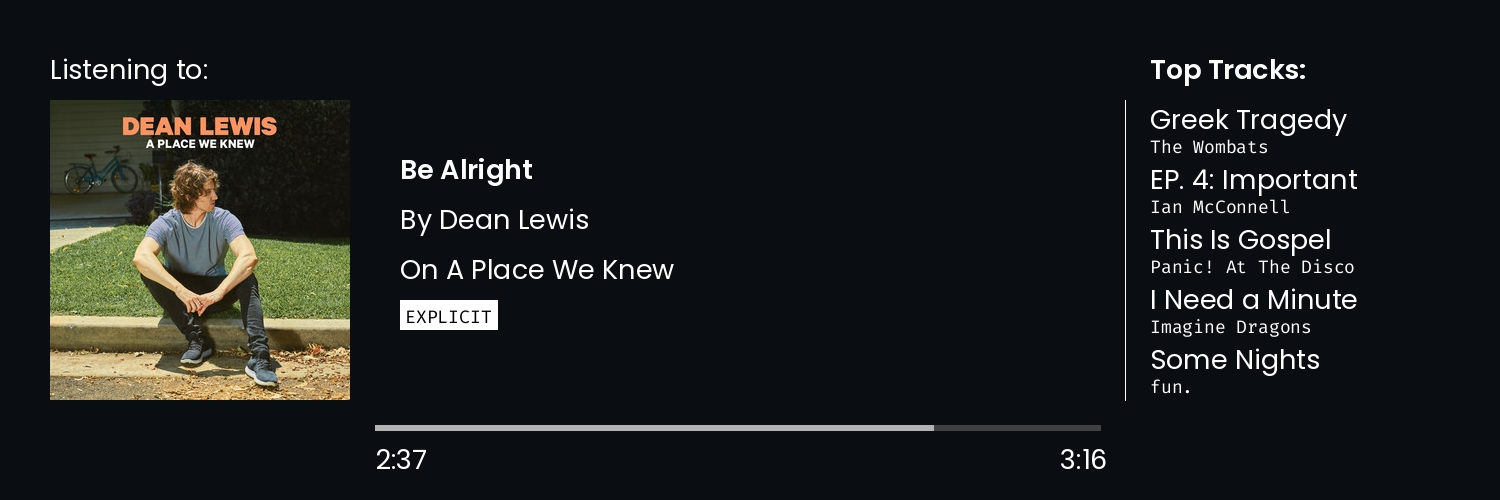 Listening to:
DEAN LEWIS
A PLACE WE KNEW
Be Alright
By Dean Lewis
On A Place We Knew
EXPLICIT
2:37
3:16
Top Tracks:
Greek Tragedy
The Wombats
EP. 4: Important
Ian McConnell
This Is Gospel
Panic! At The Disco
I Need a Minute
Imagine Dragons
Some Nights
fun.